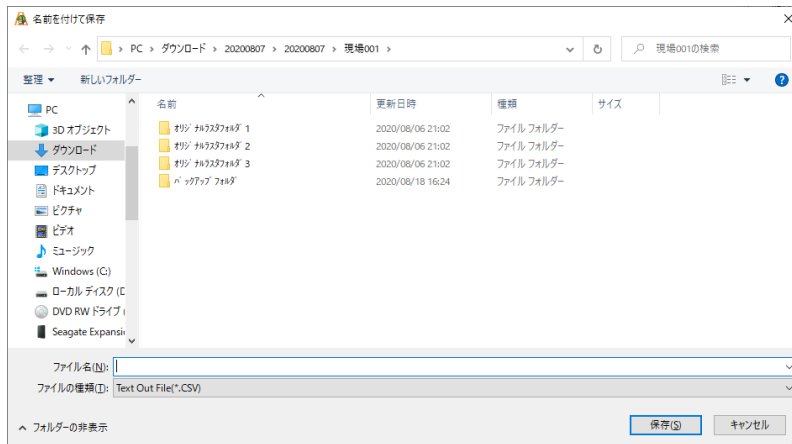 名前を付けて保存
PC › ダウンロード › 20200807 › 20200807 › 現場001 ›
現場001の検索
整理 新しいフォルダー
名前 更新日時 種類 サイズ
PC
3D オブジェクト
ダウンロード
デスクトップ
ドキュメント
ピクチャ
ビデオ
ミュージック
Windows (C:)
ローカル ディスク (D
DVD RW ドライブ (
Seagate Expansi
ｵﾘｼﾞﾅﾙﾗｽﾀﾌｫﾙﾀﾞ 1 2020/08/06 21:02 ファイル フォルダー
ｵﾘｼﾞﾅﾙﾗｽﾀﾌｫﾙﾀﾞ 2 2020/08/06 21:02 ファイル フォルダー
ｵﾘｼﾞﾅﾙﾗｽﾀﾌｫﾙﾀﾞ 3 2020/08/06 21:02 ファイル フォルダー
ﾊﾞｯｸｱｯﾌﾟﾌｫﾙﾀﾞ 2020/08/18 16:24 ファイル フォルダー
ファイル名(N):
ファイルの種類(T): Text Out File(*.CSV)
フォルダーの非表示
保存(S) キャンセル